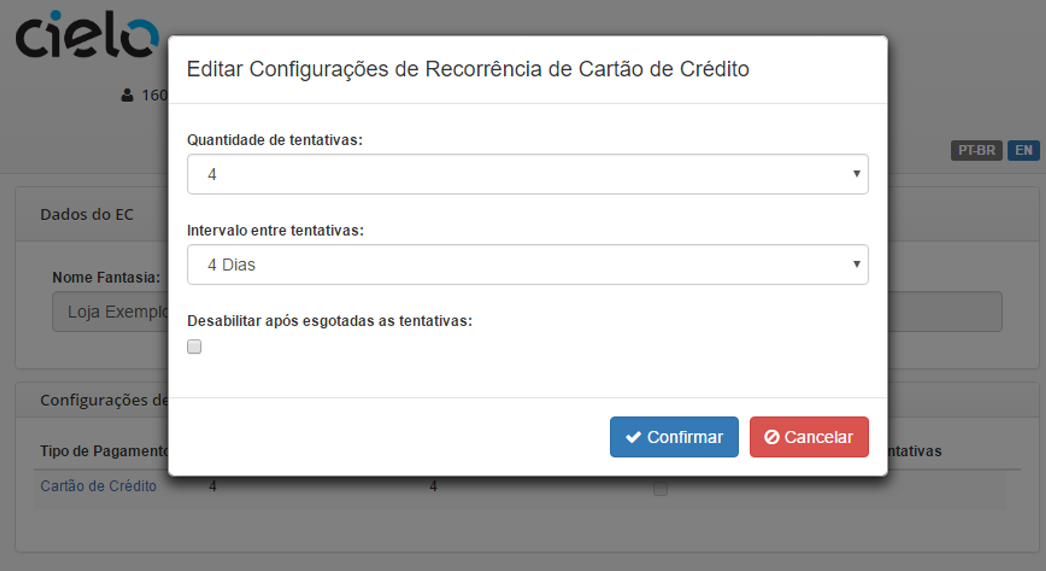 cielo
Editar Configurações de Recorrência de Cartão de Crédito
160
Quantidade de tentativas:
PT-BR EN
4
Dados do EC
Intervalo entre tentativas:
4 Dias
Nome Fantasia:
Loja Exemplo
Desabilitar após esgotadas as tentativas:
Configurações de
Confirmar Cancelar
Tipo de Pagamento
Cartão de Crédito 4 4